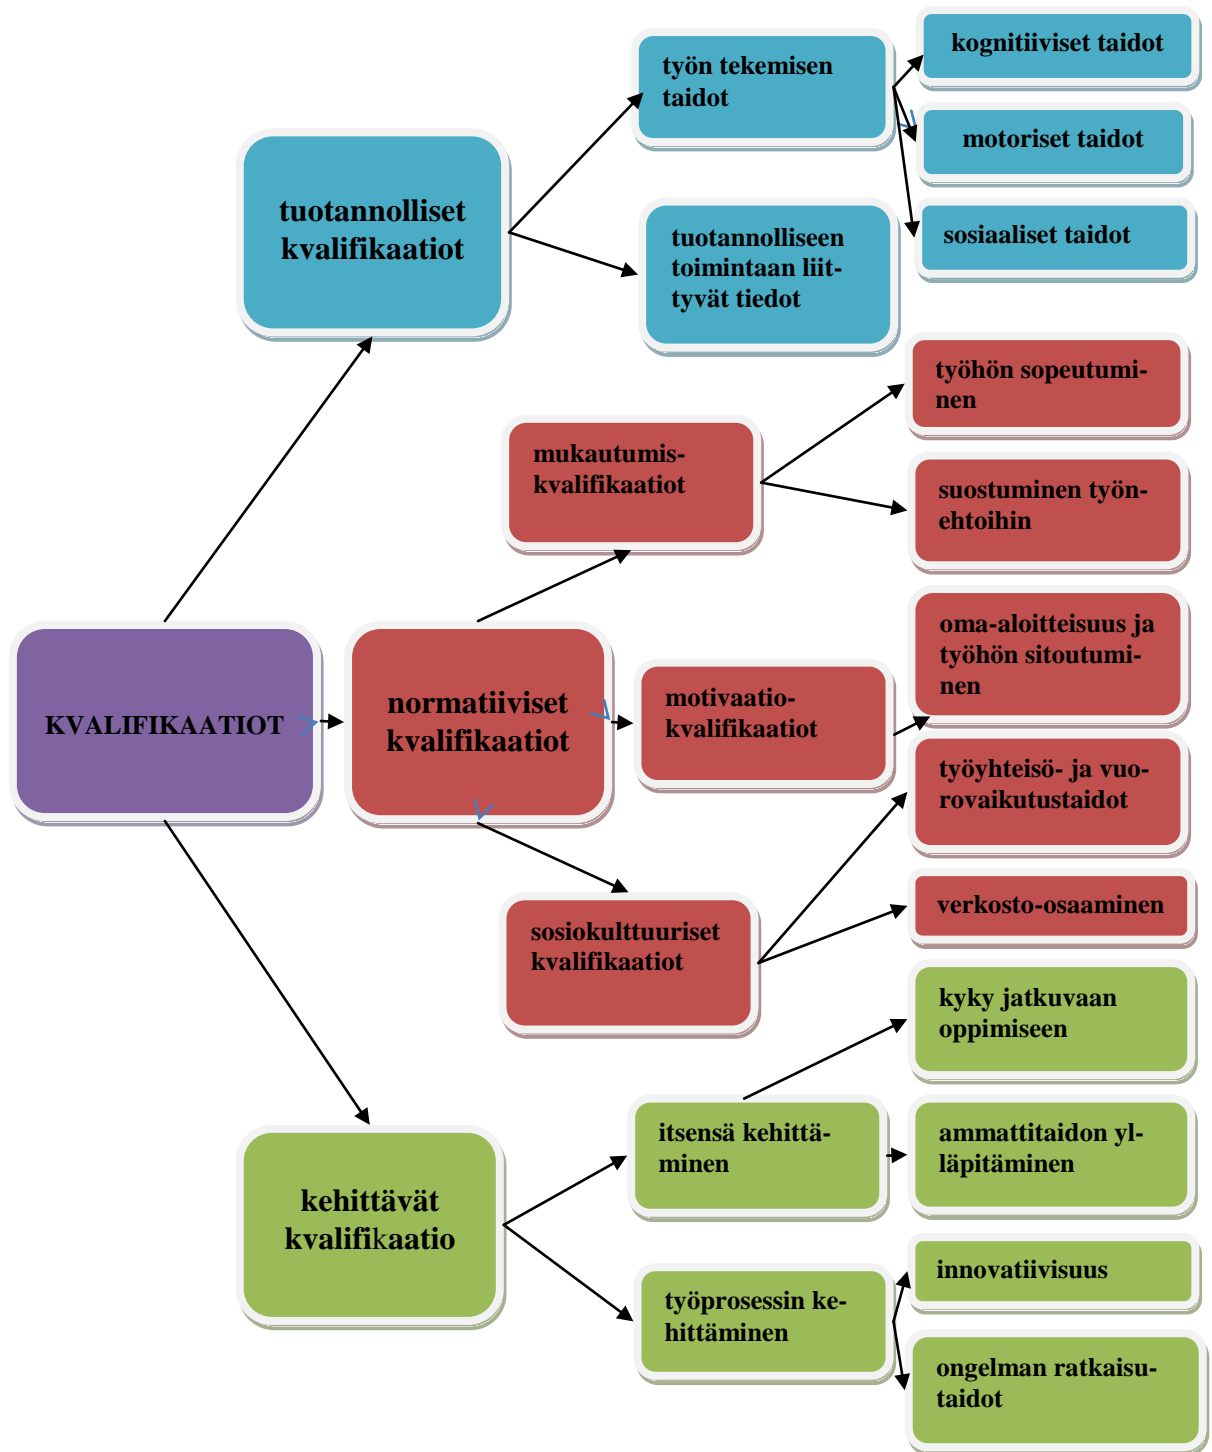 työn tekemisen
taidot
kognitiiviset taidot
motoriset taidot
sosiaaliset taidot
tuotannolliset
kvalifikaatiot
tuotannolliseen
toimintaan liit-
tyvät tiedot
työhön sopeutumi-
nen
mukautumis-
kvalifikaatiot
suostuminen työn-
ehtoihin
oma-aloitteisuus ja
työhön sitoutumi-
nen
KVALIFIKAATIOT
normatiiviset
kvalifikaatiot
motivaatio-
kvalifikaatiot
työyhteisö- ja vuo-
rovaikutustaidot
verkosto-osaaminen
sosiokulttuuriset
kvalifikaatiot
kyky jatkuvaan
oppimiseen
itsensä kehittä-
minen
ammattitaidon yl-
läpitäminen
kehittävät
kvalifikaatio
innovatiivisuus
työprosessin ke-
hittäminen
ongelman ratkaisu-
taidot